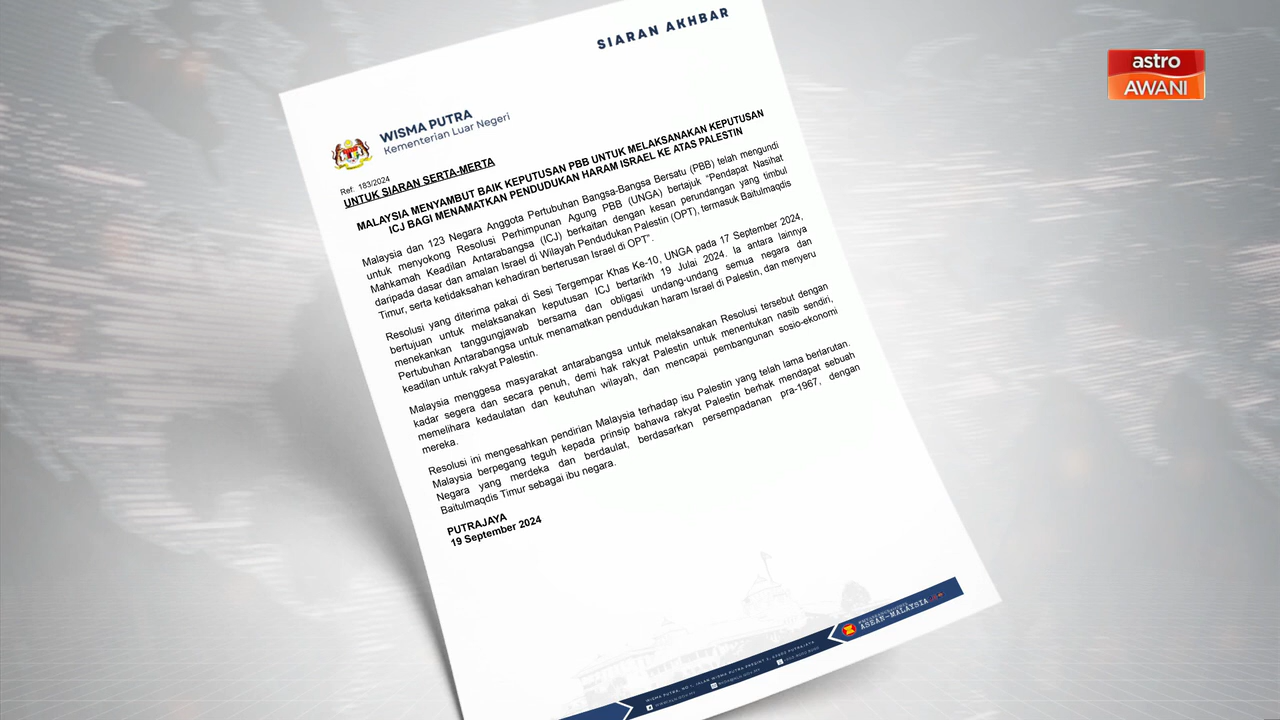 SIARAN AKHBAR
astro
AWANI
WISMA PUTRA
Kementerian Luar Negeri
Ref. 183/2024
UNTUK SIARAN SERTA-MERTA
MALAYSIA MENYAMBUT BAIK KEPUTUSAN PBB UNTUK MELAKSANAKAN KEPUTUSAN
ICJ BAGI MENAMATKAN PENDUDUKAN HARAM ISRAEL KE ATAS PALESTIN
Malaysia dan 123 Negara Anggota Pertubuhan Bangsa-Bangsa Bersatu (PBB) telah mengundi
untuk menyokong Resolusi Perhimpunan Agung PBB (UNGA) bertajuk “Pendapat Nasihat
Mahkamah Keadilan Antarabangsa (ICJ) berkaitan dengan kesan perundangan yang timbul
daripada dasar dan amalan Israel di Wilayah Pendudukan Palestin (OPT), termasuk Baitulmaqdis
Timur, serta ketidaksahan kehadiran berterusan Israel di OPT”.
Resolusi yang diterima pakai di Sesi Tergempar Khas Ke-10, UNGA pada 17 September 2024,
bertujuan untuk melaksanakan keputusan ICJ bertarikh 19 Julai 2024. Ia antara lainnya
menekankan tanggungjawab bersama dan obligasi undang-undang semua negara dan
Pertubuhan Antarabangsa untuk menamatkan pendudukan haram Israel di Palestin, dan menyeru
keadilan untuk rakyat Palestin.
Malaysia menggesa masyarakat antarabangsa untuk melaksanakan Resolusi tersebut dengan
kadar segera dan secara penuh, demi hak rakyat Palestin untuk menentukan nasib sendiri,
memelihara kedaulatan dan keutuhan wilayah, dan mencapai pembangunan sosio-ekonomi
mereka.
Resolusi ini mengesahkan pendirian Malaysia terhadap isu Palestin yang telah lama berlarutan.
Malaysia berpegang teguh kepada prinsip bahawa rakyat Palestin berhak mendapat sebuah
Negara yang merdeka dan berdaulat, berdasarkan persempadanan pra-1967, dengan
Baitulmaqdis Timur sebagai ibu negara.
PUTRAJAYA
19 September 2024
ASEAN-MALAYSIA